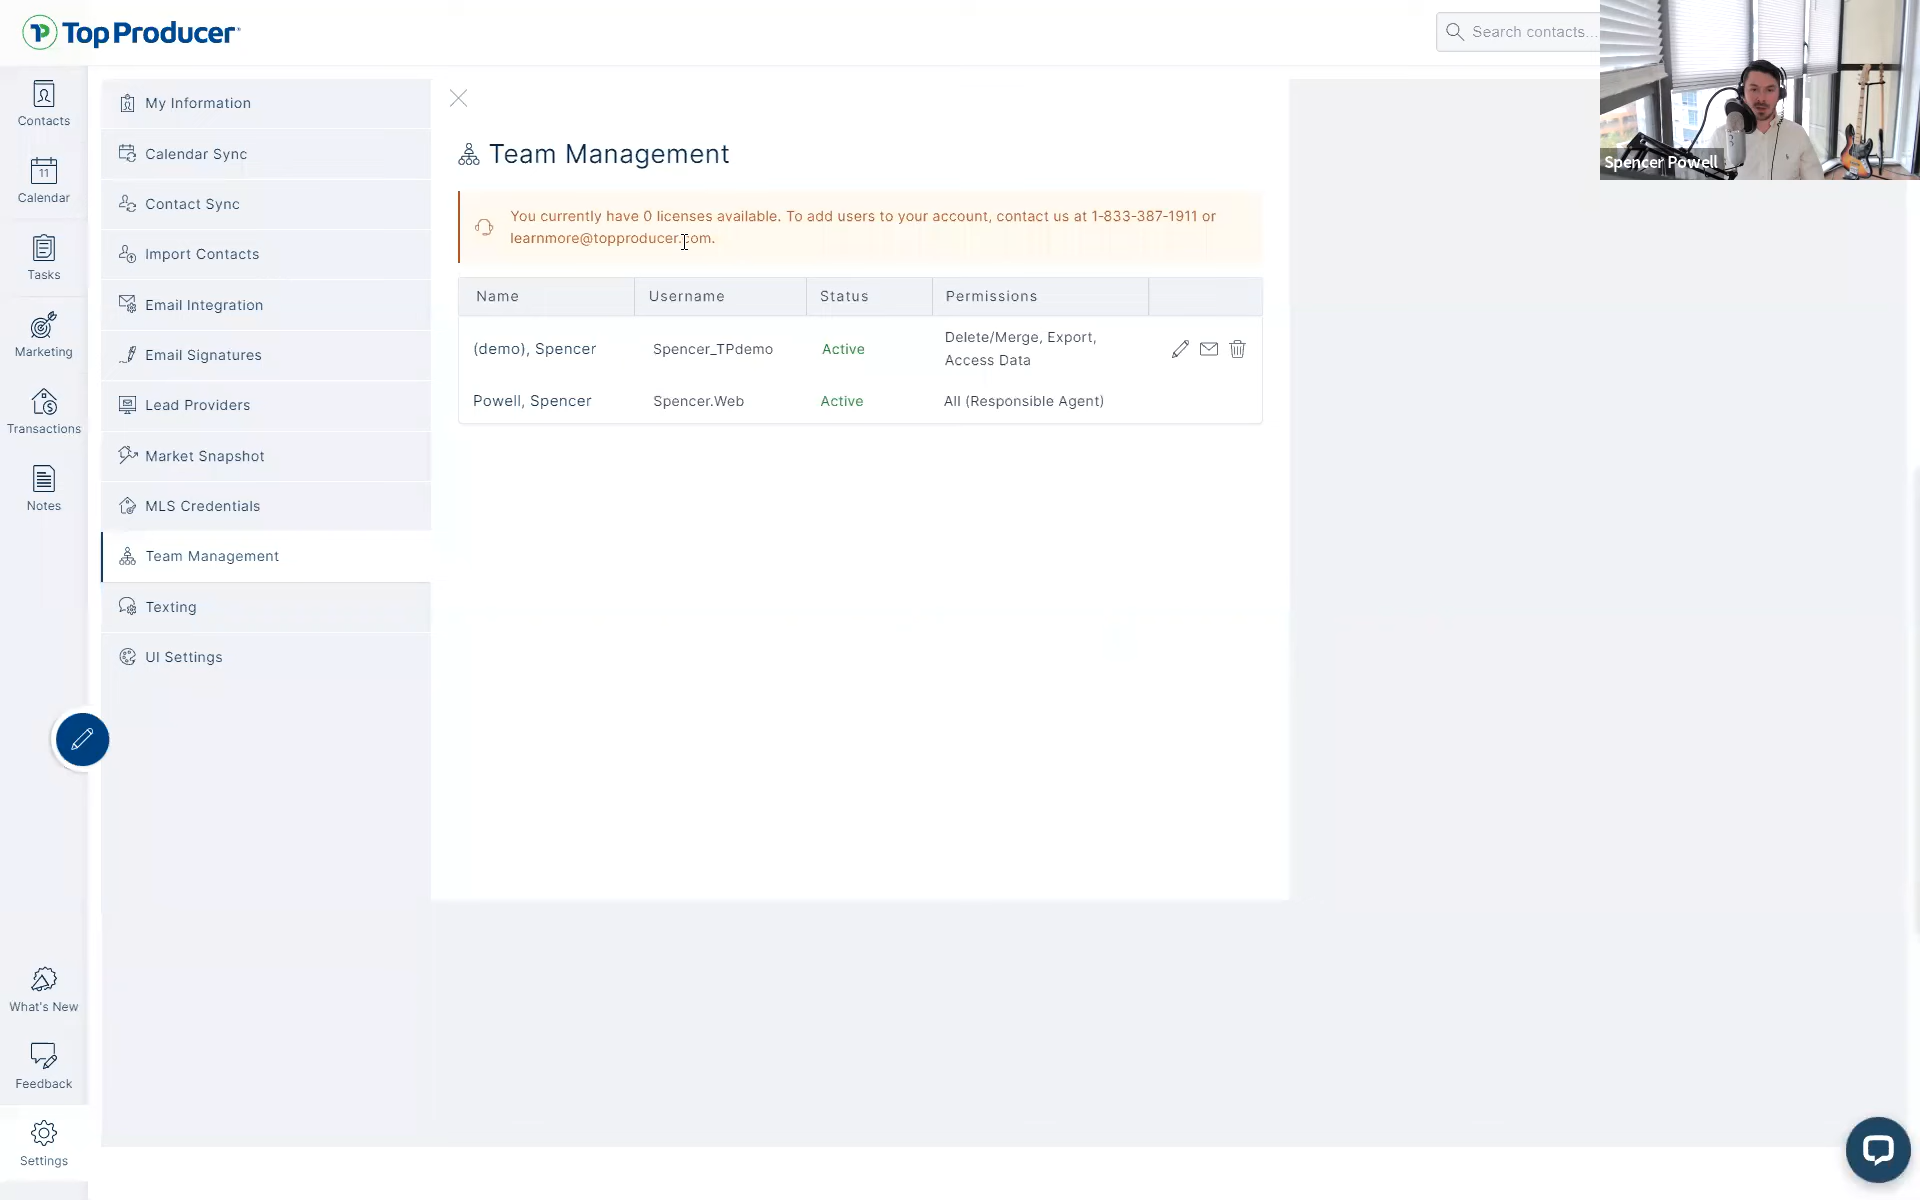 Top Producer
Search contacts...
Spencer Powell
Contacts
11
Calendar
Tasks
Marketing
Transactions
Notes
What's New
Feedback
Settings
My Information
Calendar Sync
Contact Sync
Import Contacts
Email Integration
Email Signatures
Lead Providers
Market Snapshot
MLS Credentials
Team Management
Texting
UI Settings
Team Management
You currently have 0 licenses available. To add users to your account, contact us at 1-833-387-1911 or
learnmore@topproducer.com.
Name Username Status Permissions
(demo), Spencer Spencer_TPdemo Active Delete/Merge, Export,
Access Data
Powell, Spencer Spencer.Web Active All (Responsible Agent)